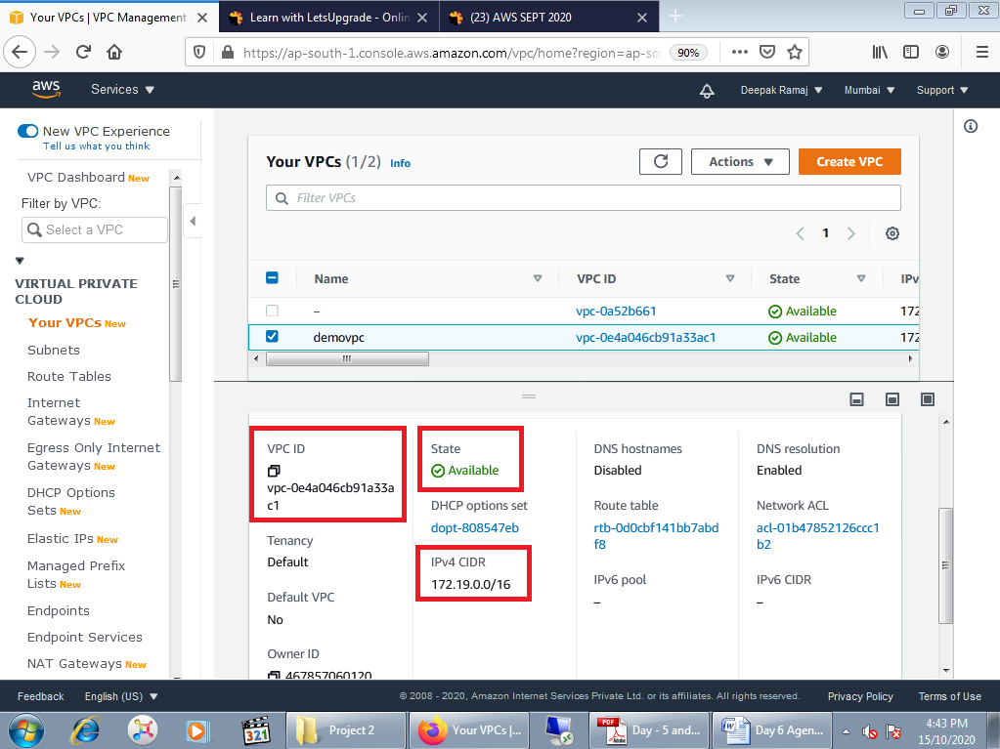 Your VPCs | VPC Management
Learn with LetsUpgrade - Onlin
(23) AWS SEPT 2020
https://ap-south-1.console.aws.amazon.com/vpc/home?region=ap-so
90%
aws
Services
Deepak Ramaj
Mumbai
Support
New VPC Experience
Tell us what you think
VPC Dashboard New
Filter by VPC:
Select a VPC
VIRTUAL PRIVATE
CLOUD
Your VPCs New
Subnets
Route Tables
Internet
Gateways New
Egress Only Internet
Gateways New
DHCP Options
Sets New
Elastic IPs New
Managed Prefix
Lists New
Endpoints
Endpoint Services
NAT Gateways New
Your VPCs (1/2) Info
Actions
Create VPC
Filter VPCs
1
Name VPC ID State IPv
– vpc-0a52b661 Available 172
demovpc vpc-0e4a046cb91a33ac1 Available 172
VPC ID
vpc-0e4a046cb91a33a
c1
Tenancy
Default
Default VPC
No
Owner ID
467857060120
State
Available
DHCP options set
dopt-808547eb
IPv4 CIDR
172.19.0.0/16
DNS hostnames
Disabled
Route table
rtb-0d0cbf141bb7abd
f8
IPv6 pool
–
DNS resolution
Enabled
Network ACL
acl-01b47852126ccc1
b2
IPv6 CIDR
–
Feedback
English (US)
© 2008 - 2020, Amazon Internet Services Private Ltd. or its affiliates. All rights reserved.
Privacy Policy
Terms of Use
321
Project 2
Your VPCs |...
PDF
Adobe
Day - 5 and...
Day 6 Agen...
4:43 PM
15/10/2020